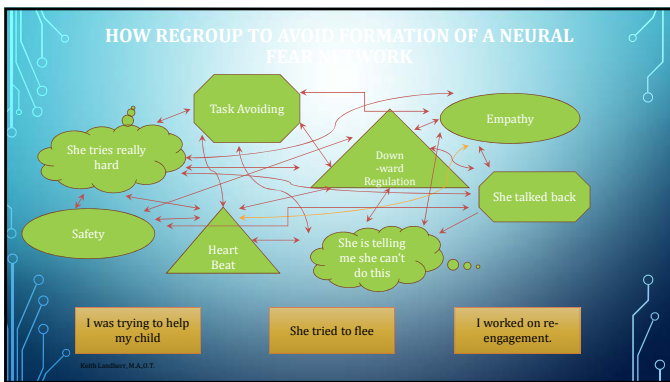 HOW REGROUP TO AVOID FORMATION OF A NEURAL
FEAR NETWORK
Task Avoiding
Empathy
She tries really
hard
Down
-ward
Regulation
She talked back
Safety
Heart
Beat
She is telling
me she can't
do this
I was trying to help
my child
She tried to flee
I worked on re-
engagement.
Keith Landherr, M.A,O.T.